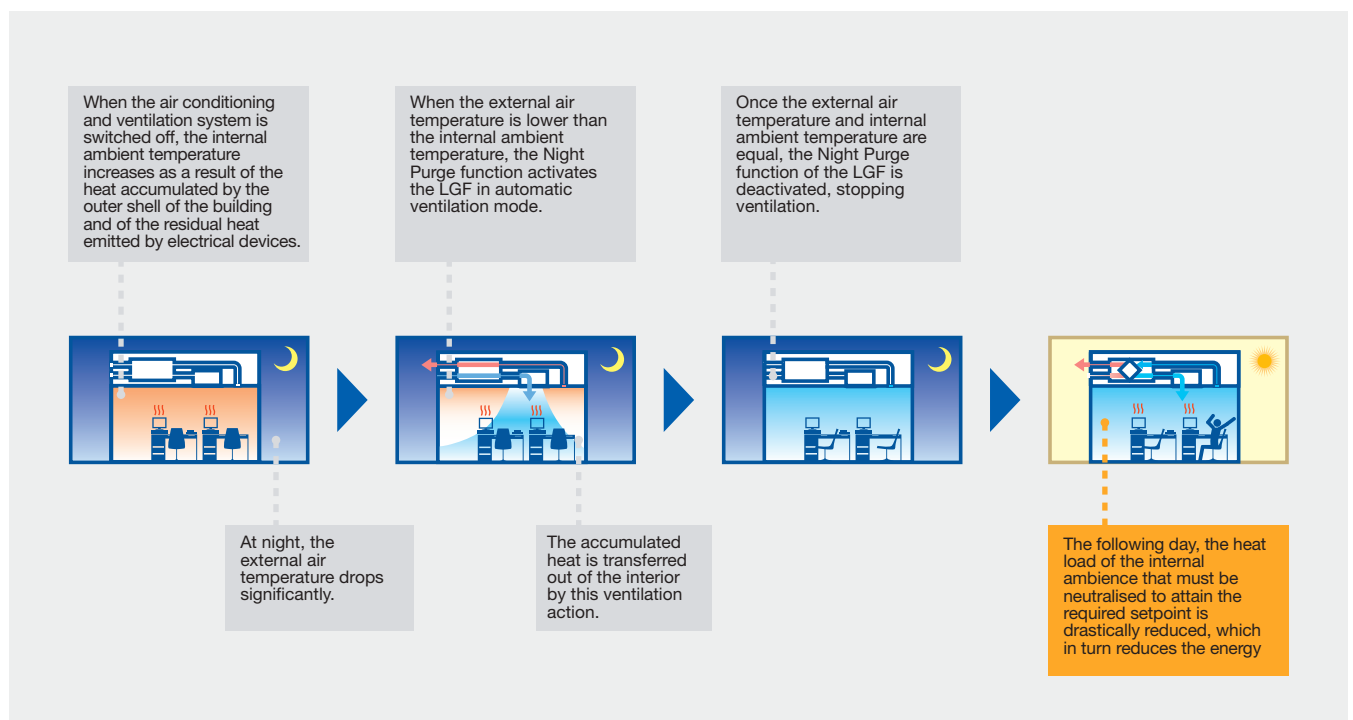 When the air conditioning
and ventilation system is
switched off, the internal
ambient temperature
increases as a result of the
heat accumulated by the
outer shell of the building
and of the residual heat
emitted by electrical devices.
When the external air
temperature is lower than
the internal ambient
temperature, the Night
Purge function activates
the LGF in automatic
ventilation mode.
Once the external air
temperature and internal
ambient temperature are
equal, the Night Purge
function of the LGF is
deactivated, stopping
ventilation.
At night, the
external air
temperature drops
significantly.
The accumulated
heat is transferred
out of the interior
by this ventilation
action.
The following day, the heat
load of the internal
ambience that must be
neutralised to attain the
required setpoint is
drastically reduced, which
in turn reduces the energy